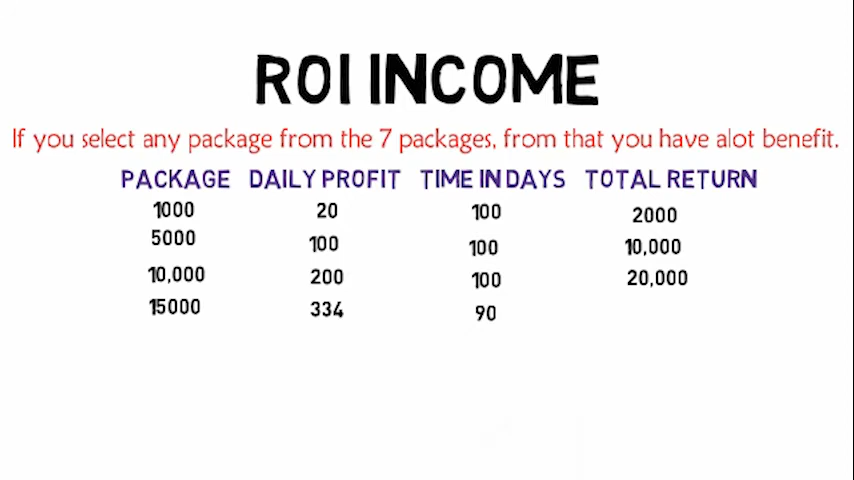 ROI INCOME
If you select any package from the 7 packages, from that you have alot benefit.
PACKAGE DAILY PROFIT TIME IN DAYS TOTAL RETURN
1000 20 100 2000
5000 100 100 10,000
10,000 200 100 20,000
15000 334 90